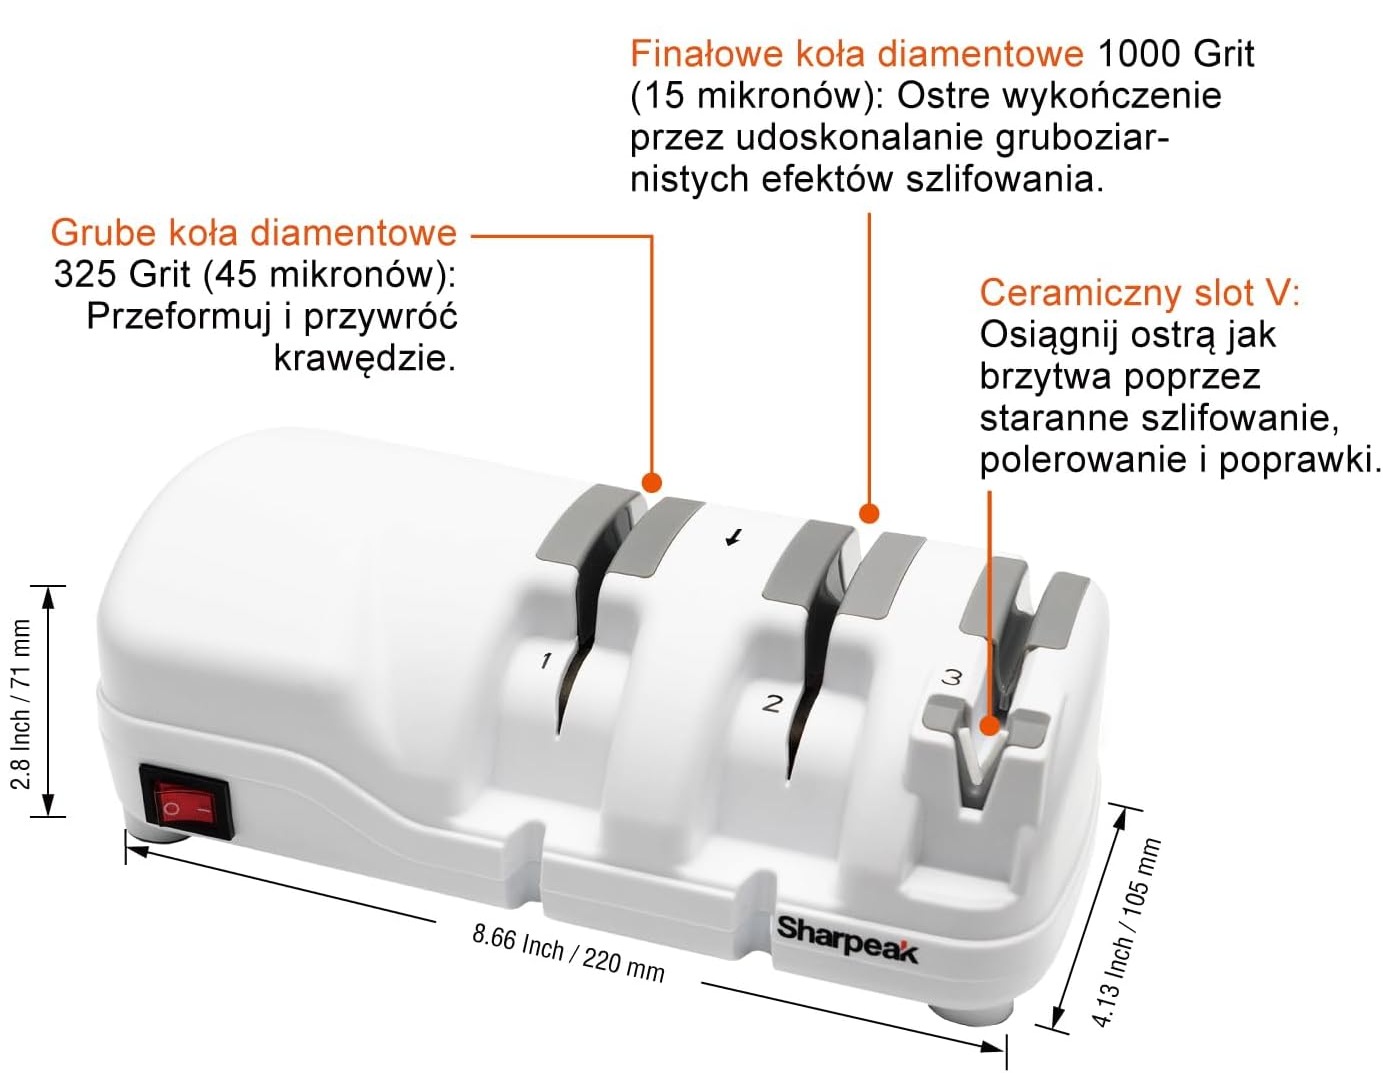 Finałowe koła diamentowe 1000 Grit
(15 mikronów): Ostre wykończenie
przez udoskonalanie gruboziar-
nistych efektów szlifowania.
Grube koła diamentowe
325 Grit (45 mikronów):
Przeformuj i przywróć
krawędzie.
Ceramiczny slot V:
Osiągnij ostrą jak
brzytwa poprzez
staranne szlifowanie,
polerowanie i poprawki.
1
2
3
2.8 Inch / 71 mm
8.66 Inch / 220 mm
4.13 Inch / 105 mm
Sharpeak